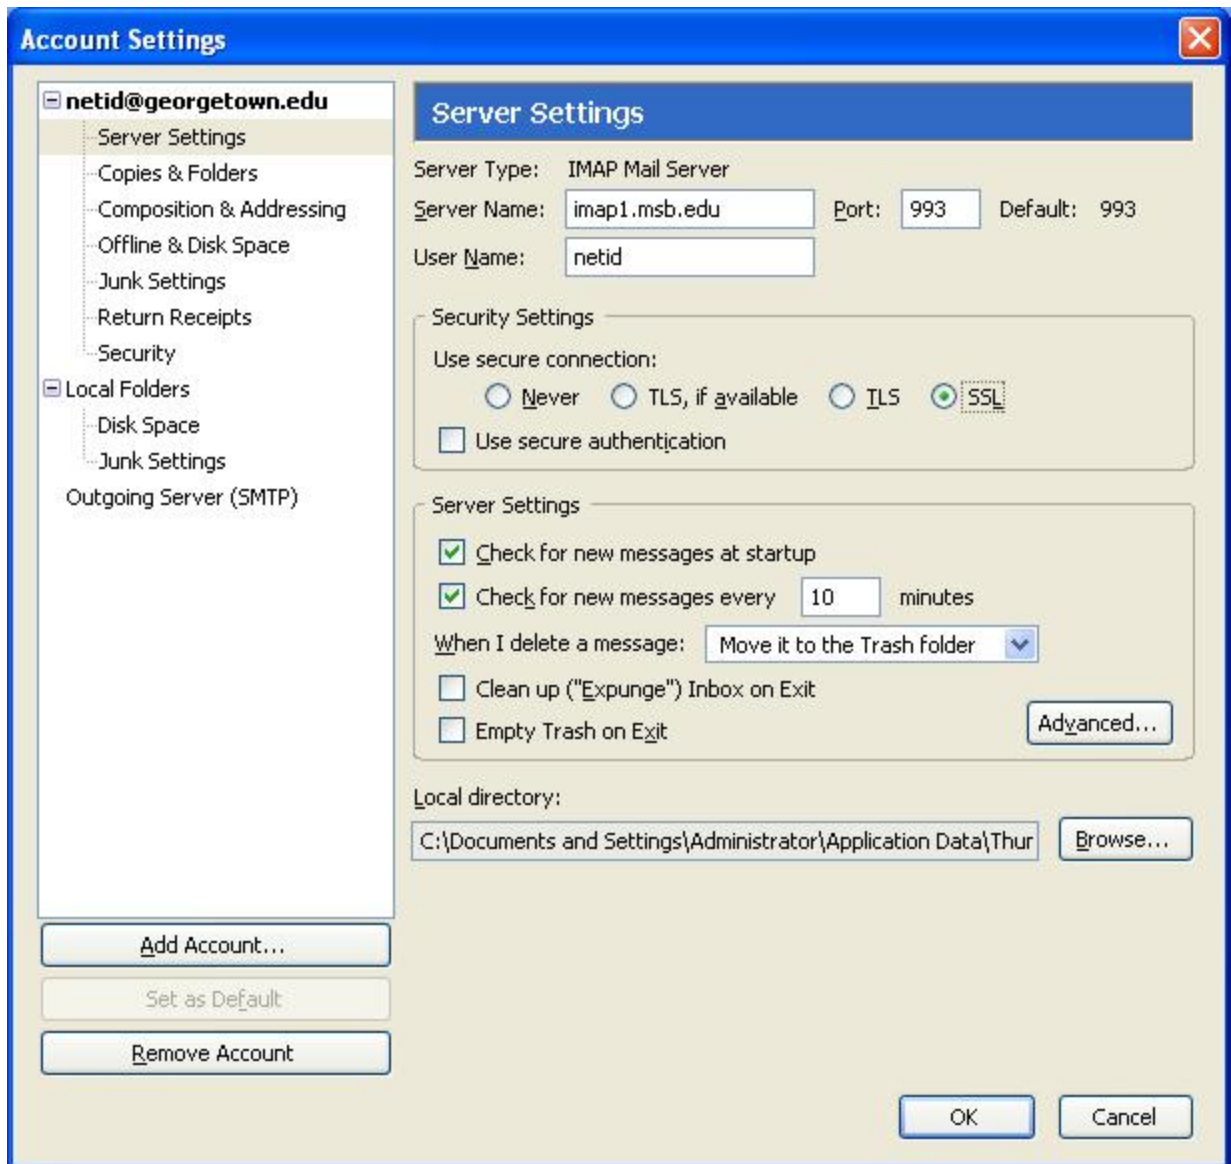 Account Settings
netid@georgetown.edu
Server Settings
Copies & Folders
Composition & Addressing
Offline & Disk Space
Junk Settings
Return Receipts
Security
Local Folders
Disk Space
Junk Settings
Outgoing Server (SMTP)
Add Account...
Set as Default
Remove Account
Server Settings
Server Type: IMAP Mail Server
Server Name: imap1.msb.edu Port: 993 Default: 993
User Name: netid
Security Settings
Use secure connection:
Never TLS, if available TLS SSL
Use secure authentication
Server Settings
Check for new messages at startup
Check for new messages every 10 minutes
When I delete a message: Move it to the Trash folder
Clean up ("Expunge") Inbox on Exit
Empty Trash on Exit
Advanced...
Local directory:
C:\Documents and Settings\Administrator\Application Data\Thur
Browse...
OK Cancel